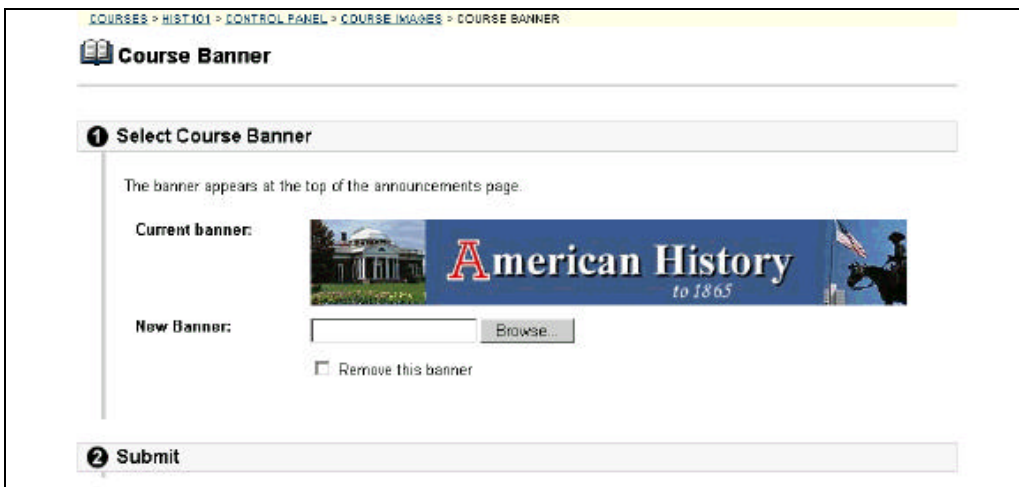 COURSES > HIST101 > CONTROL PANEL > COURSE IMAGES > COURSE BANNER
Course Banner
1 Select Course Banner
The banner appears at the top of the announcements page.
Current banner:
American History
to 1865
New Banner:
Browse...
Remove this banner
2 Submit